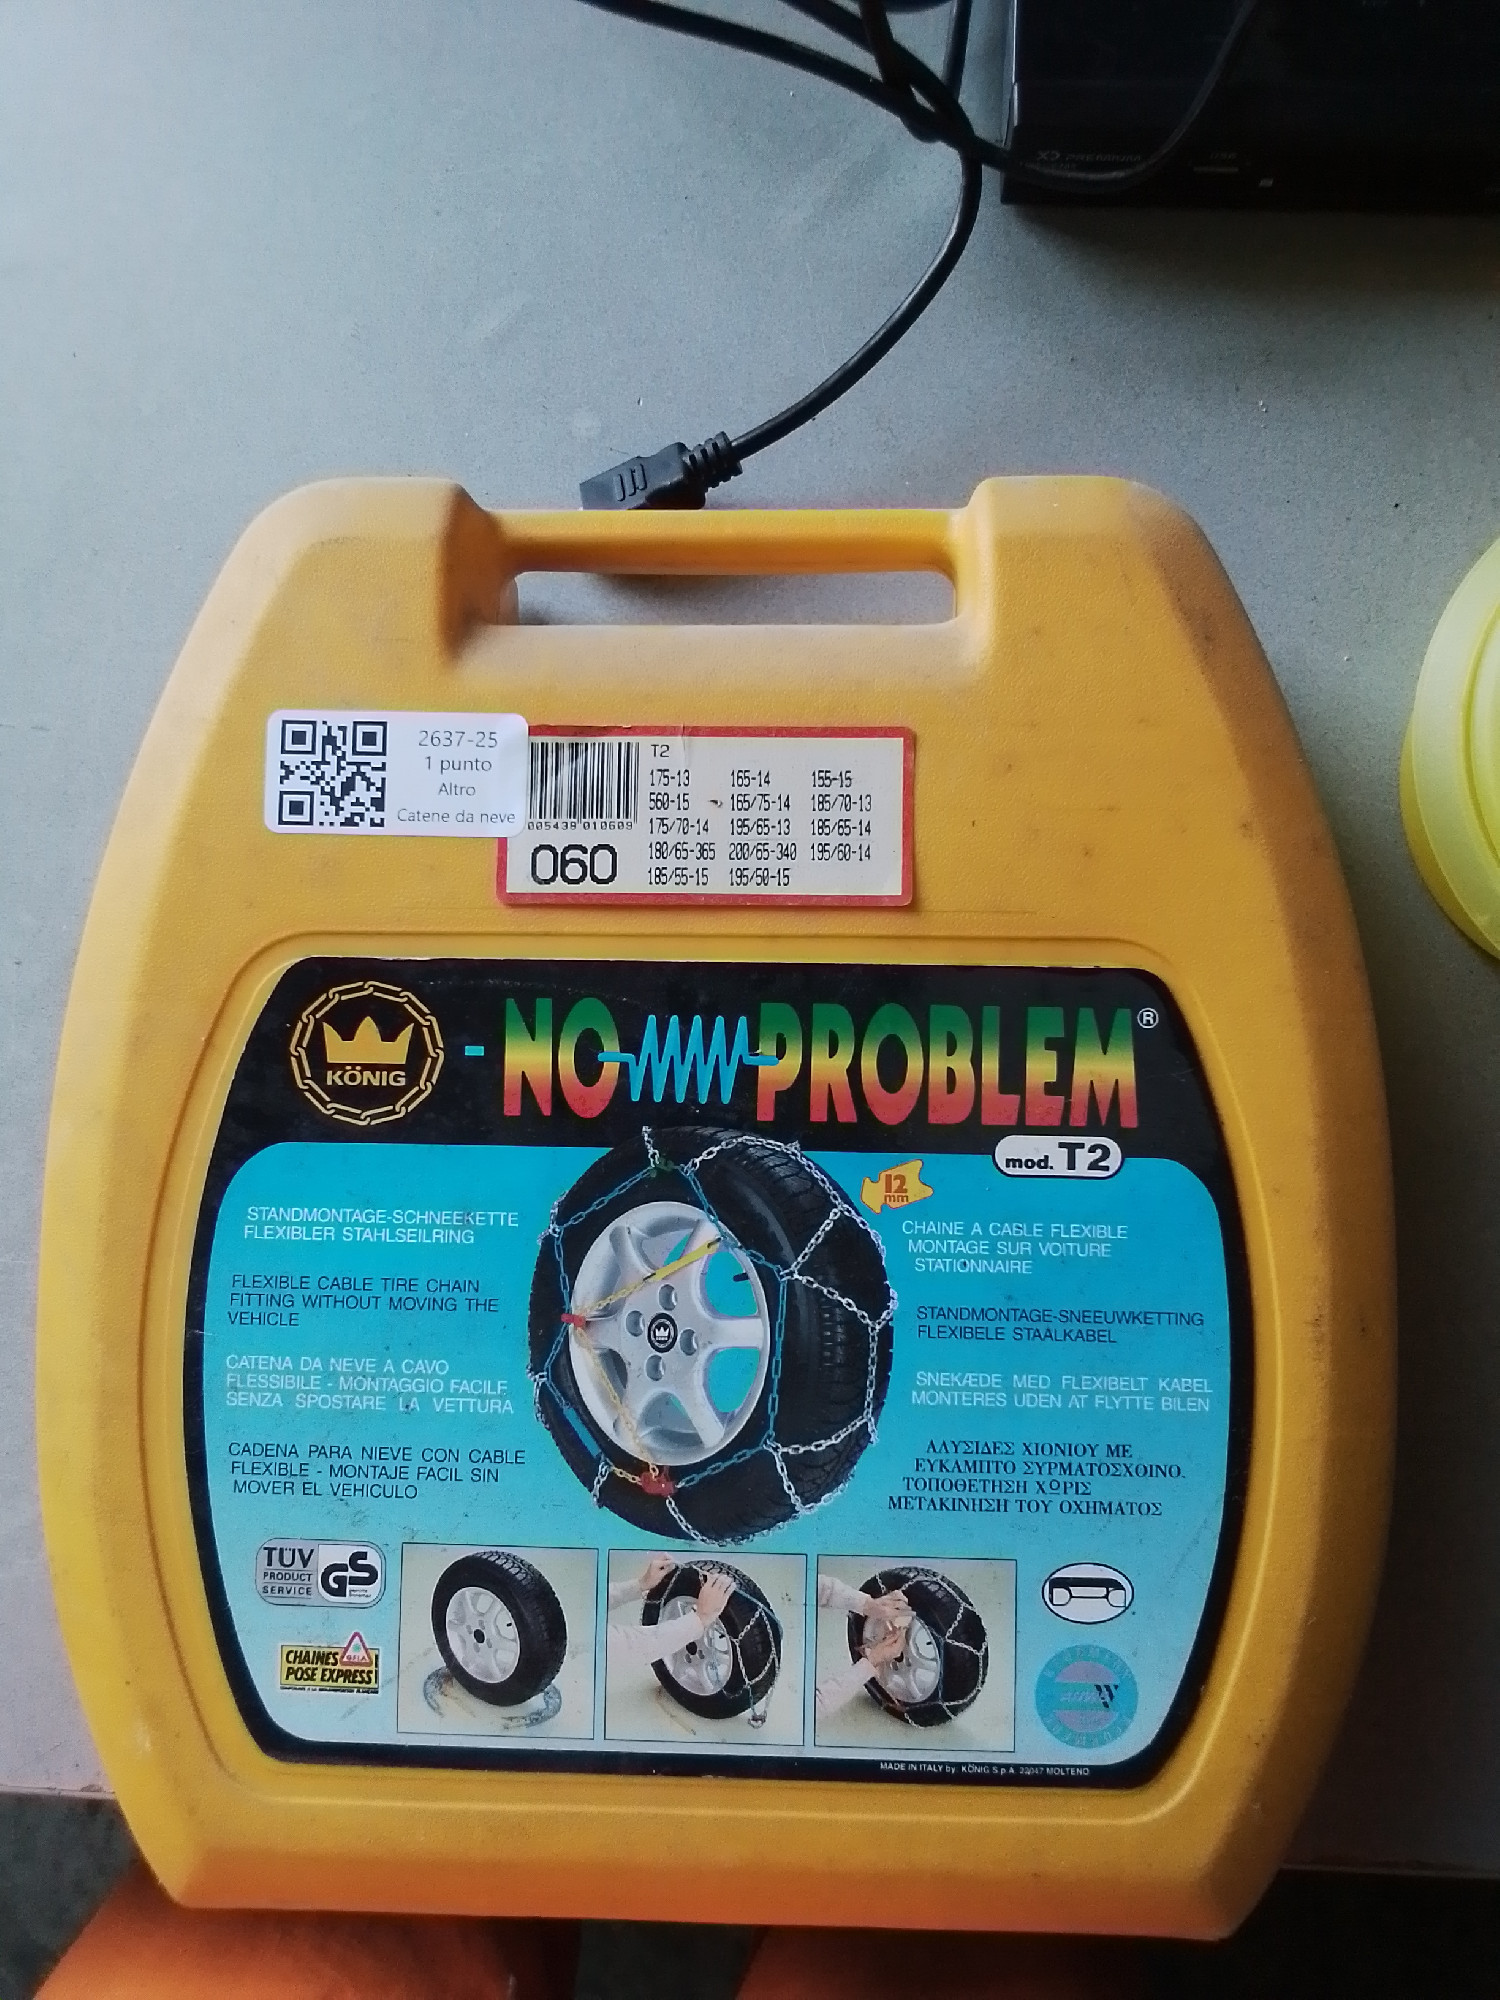 2637-25
1 punto
Altro
Catene da neve
T2
175-13 165-14 155-15
560-15 165/75-14 185/70-13
175/70-14 195/65-13 185/65-14
180/65-365 200/65-340 195/60-14
185/55-15 195/50-15
005439 010609
060
KÖNIG
- NO PROBLEM®
mod. T2
12
mm
STANDMONTAGE-SCHNEEKETTE
FLEXIBLER STAHLSEILRING
FLEXIBLE CABLE TIRE CHAIN
FITTING WITHOUT MOVING THE
VEHICLE
CATENA DA NEVE A CAVO
FLESSIBILE - MONTAGGIO FACILE
SENZA SPOSTARE LA VETTURA
CADENA PARA NIEVE CON CABLE
FLEXIBLE - MONTAJE FACIL SIN
MOVER EL VEHICULO
CHAINE A CABLE FLEXIBLE
MONTAGE SUR VOITURE
STATIONNAIRE
STANDMONTAGE-SNEEUWKETTING
FLEXIBELE STAALKABEL
SNEKÆDE MED FLEXIBELT KABEL
MONTERES UDEN AT FLYTTE BILEN
ΑΛΥΣΙΔΕΣ ΧΙΟΝΙΟΥ ΜΕ
ΕΥΚΑΜΠΤΟ ΣΥΡΜΑΤΟΣΧΟΙΝΟ.
ΤΟΠΟΘΕΤΗΣΗ ΧΩΡΙΣ
ΜΕΤΑΚΙΝΗΣΗ ΤΟΥ ΟΧΗΜΑΤΟΣ
TÜV
PRODUCT
SERVICE
GS
CHAINES
POSE EXPRESS
MADE IN ITALY by KÖNIG S.p.A. 22047 MOLTENO